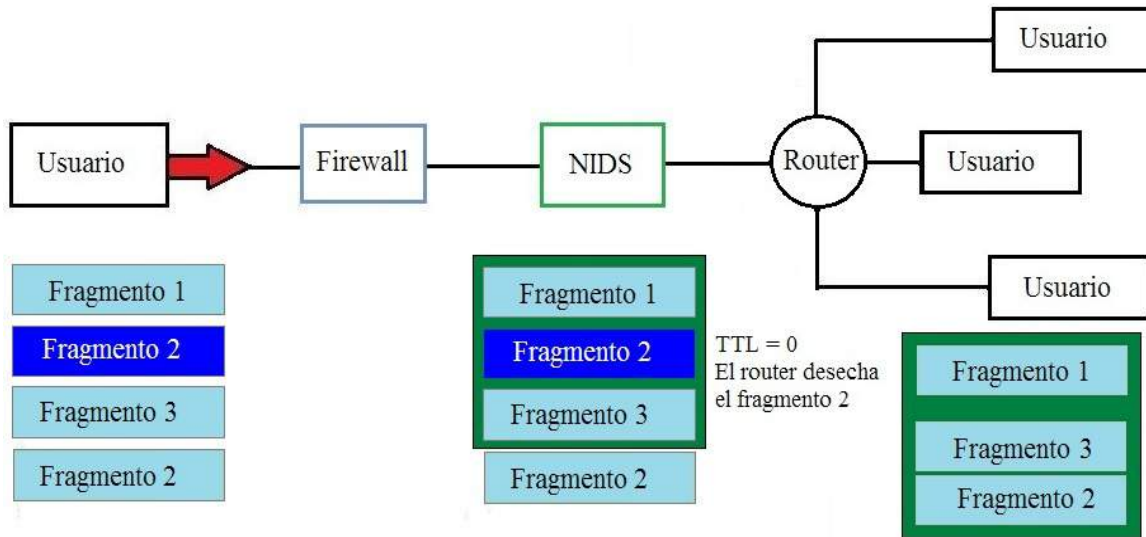 Usuario
Usuario
Firewall
NIDS
Router
Usuario
Usuario
Fragmento 1
Fragmento 2
Fragmento 3
Fragmento 2
Fragmento 1
Fragmento 2
Fragmento 3
Fragmento 2
TTL = 0
El router desecha
el fragmento 2
Fragmento 1
Fragmento 3
Fragmento 2